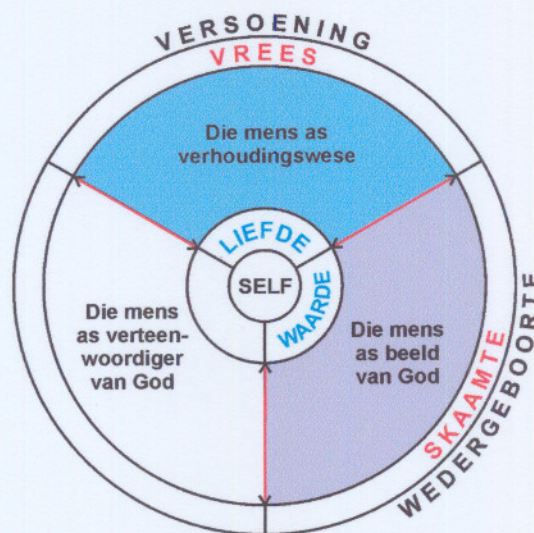 VERSOENING
VREES
Die mens as
verhoudingswese
LIEFDE
SELF
WAARDE
Die mens
as verteen-
woordiger
van God
Die mens
as beeld
van God
SKAAMTE
WEDERGEBOORTE